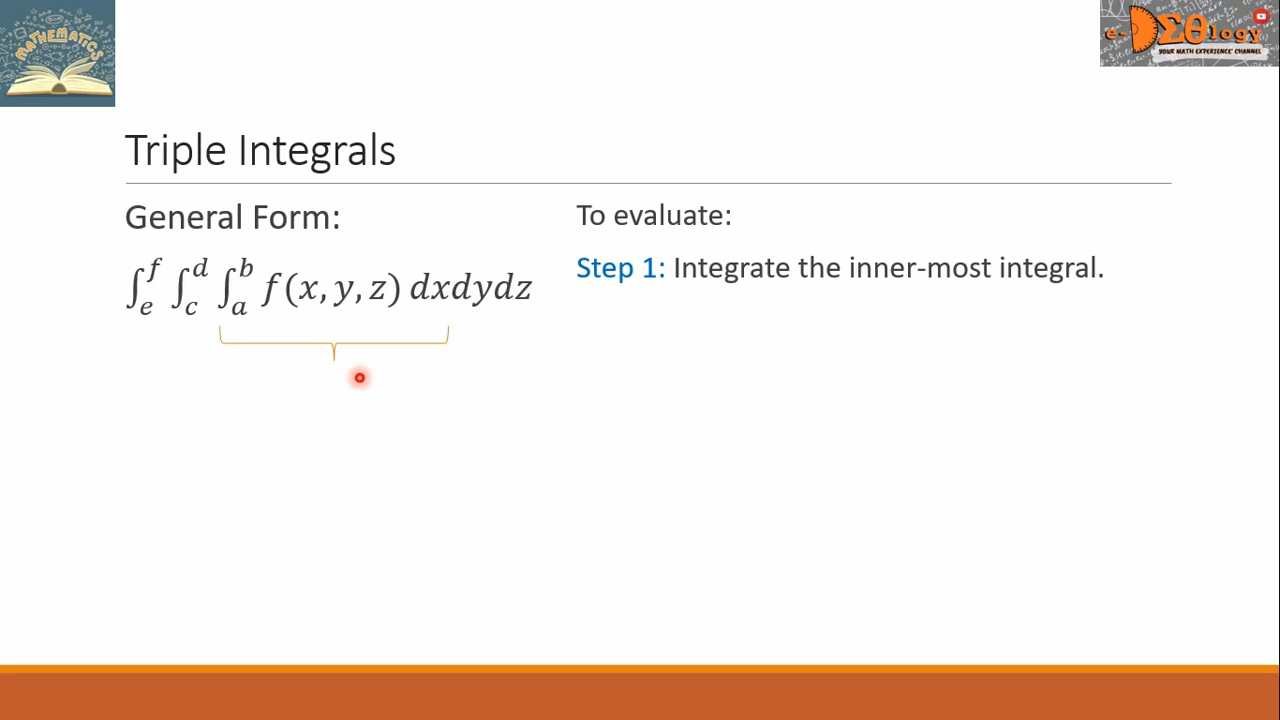 MATHEMATICS
e-DΣθlogy
YOUR MATH EXPERIENCE CHANNEL
Triple Integrals
General Form:
∫_e^f ∫_c^d ∫_a^b f(x, y, z) dxdydz
To evaluate:
Step 1: Integrate the inner-most integral.